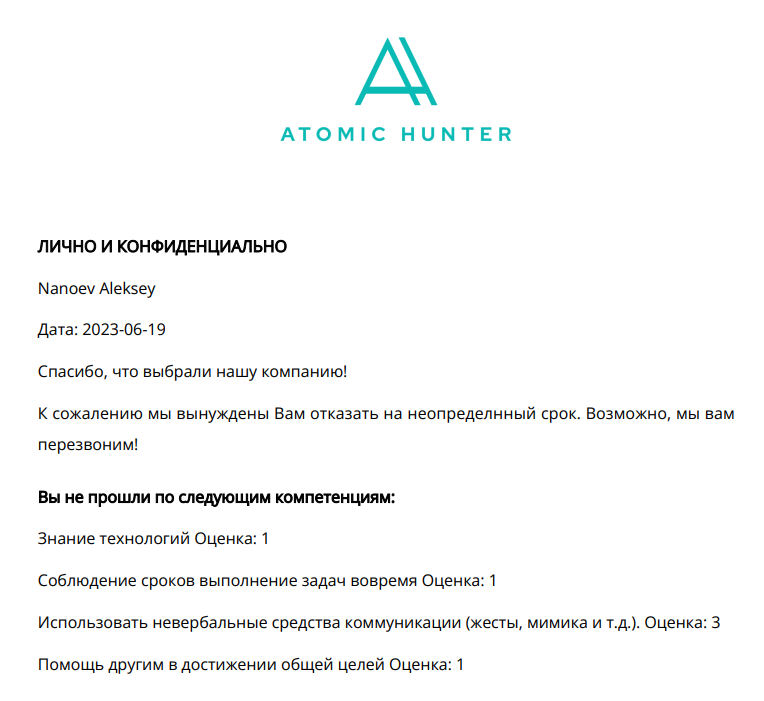 ATOMIC HUNTER
ЛИЧНО И КОНФИДЕНЦИАЛЬНО
Nanoev Aleksey
Дата: 2023-06-19
Спасибо, что выбрали нашу компанию!
К сожалению мы вынуждены Вам отказать на неопределнный срок. Возможно, мы вам
перезвоним!
Вы не прошли по следующим компетенциям:
Знание технологий Оценка: 1
Соблюдение сроков выполнение задач вовремя Оценка: 1
Использовать невербальные средства коммуникации (жесты, мимика и т.д.). Оценка: 3
Помощь другим в достижении общей целей Оценка: 1